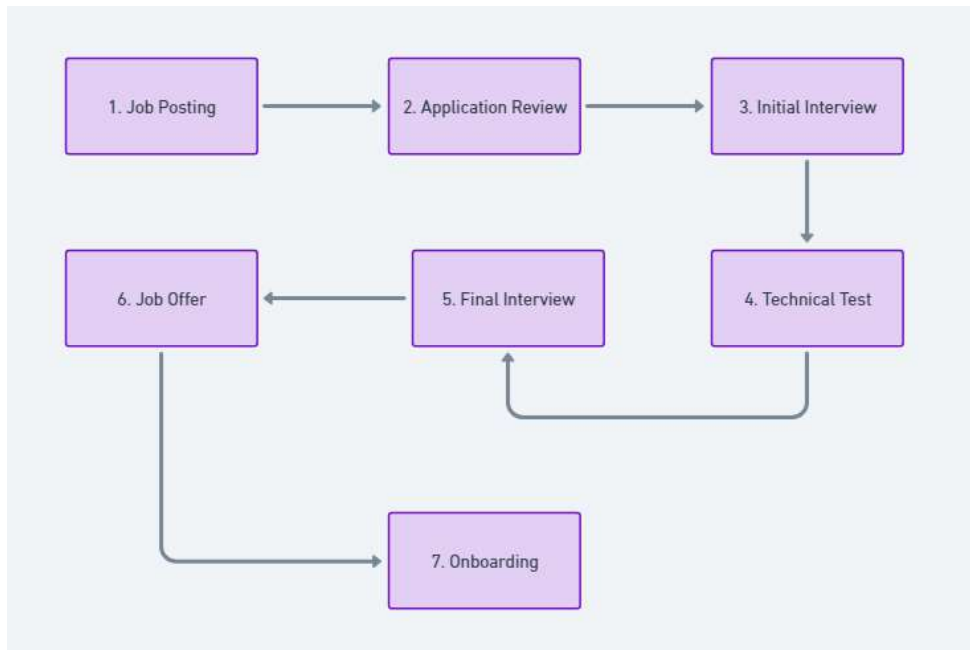 1. Job Posting
2. Application Review
3. Initial Interview
4. Technical Test
5. Final Interview
6. Job Offer
7. Onboarding